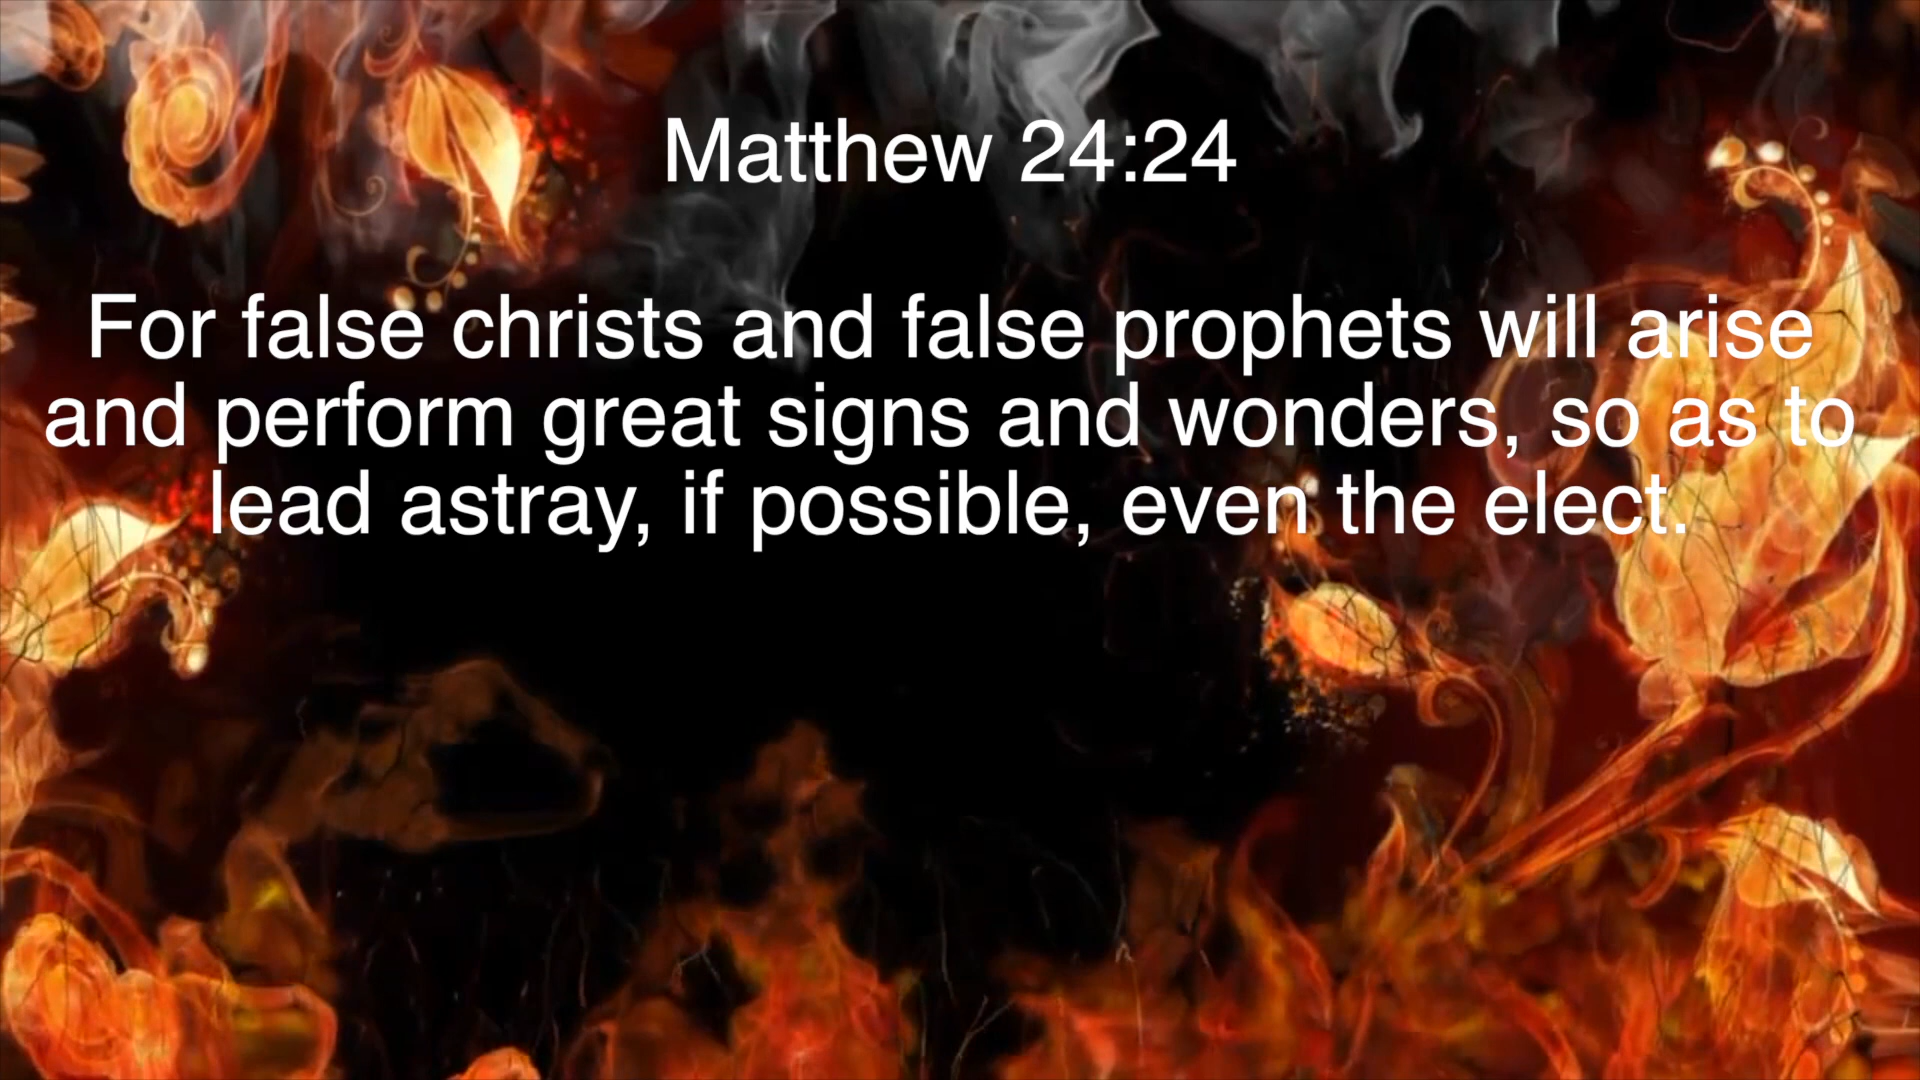 Matthew 24:24
For false christs and false prophets will arise
and perform great signs and wonders, so as to
lead astray, if possible, even the elect.